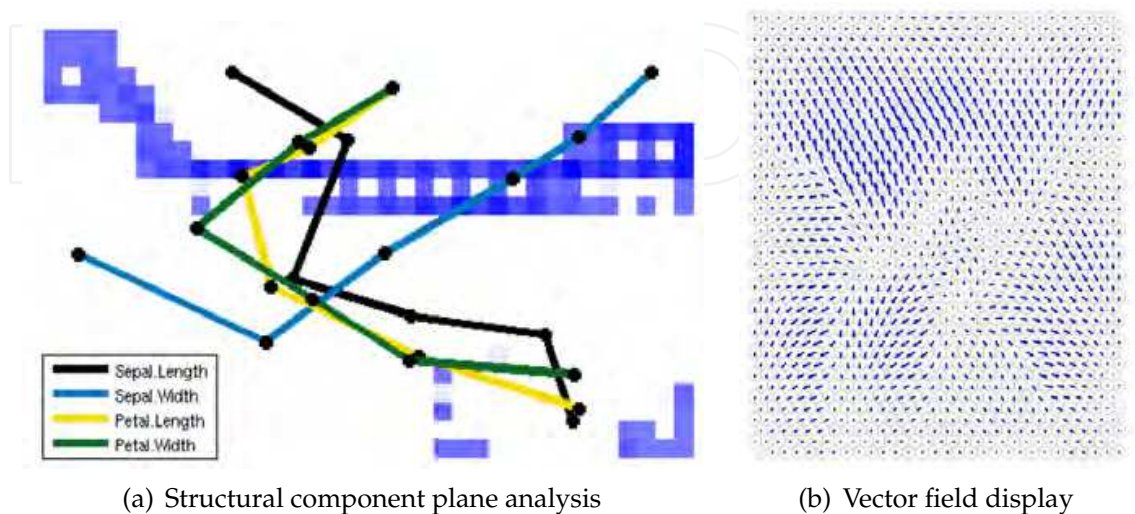 Sepal.Length
Sepal.Width
Petal.Length
Petal.Width
(a) Structural component plane analysis
(b) Vector field display